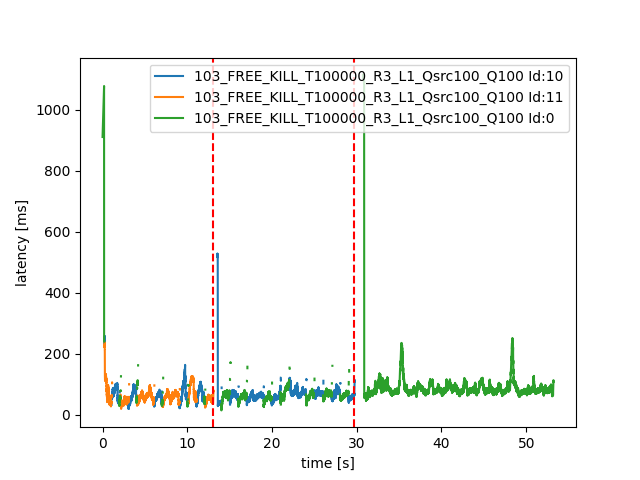 103_FREE_KILL_T100000_R3_L1_Qsrc100_Q100 Id:10
103_FREE_KILL_T100000_R3_L1_Qsrc100_Q100 Id:11
103_FREE_KILL_T100000_R3_L1_Qsrc100_Q100 Id:0
latency [ms]
1000
800
600
400
200
0
0 10 20 30 40 50
time [s]